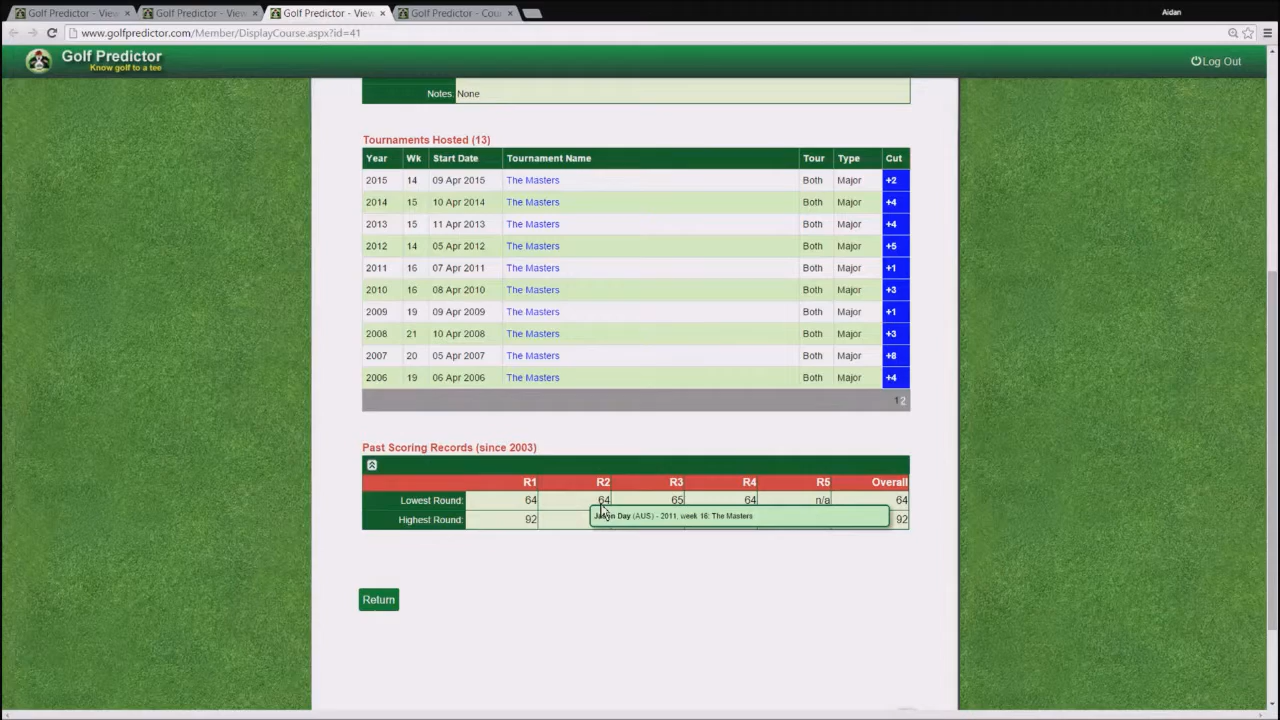 Golf Predictor - View
Golf Predictor - View
Golf Predictor - View
Golf Predictor - Cou
Aidan
www.golfpredictor.com/Member/DisplayCourse.aspx?id=41
Golf Predictor
Know golf to a tee
Log Out
Notes: None
Tournaments Hosted (13)
Year Wk Start Date Tournament Name Tour Type Cut
2015 14 09 Apr 2015 The Masters Both Major +2
2014 15 10 Apr 2014 The Masters Both Major +4
2013 15 11 Apr 2013 The Masters Both Major +4
2012 14 05 Apr 2012 The Masters Both Major +5
2011 16 07 Apr 2011 The Masters Both Major +1
2010 16 08 Apr 2010 The Masters Both Major +3
2009 19 09 Apr 2009 The Masters Both Major +1
2008 21 10 Apr 2008 The Masters Both Major +3
2007 20 05 Apr 2007 The Masters Both Major +8
2006 19 06 Apr 2006 The Masters Both Major +4
1 2
Past Scoring Records (since 2003)
R1 R2 R3 R4 R5 Overall
Lowest Round: 64 64 65 64 n/a 64
Jason Day (AUS) - 2011, week 16: The Masters
Highest Round: 92 92
Return